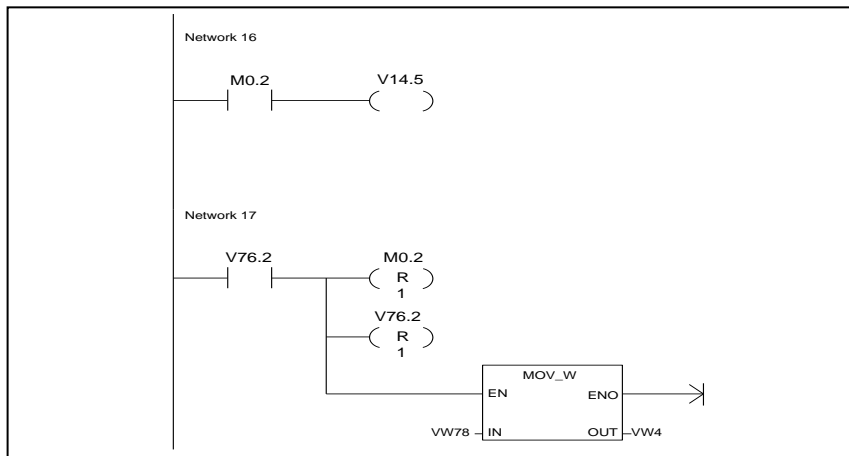 Network 16
M0.2 V14.5
Network 17
V76.2 M0.2
R
1
V76.2
R
1
MOV_W
EN ENO
VW78 IN OUT VW4